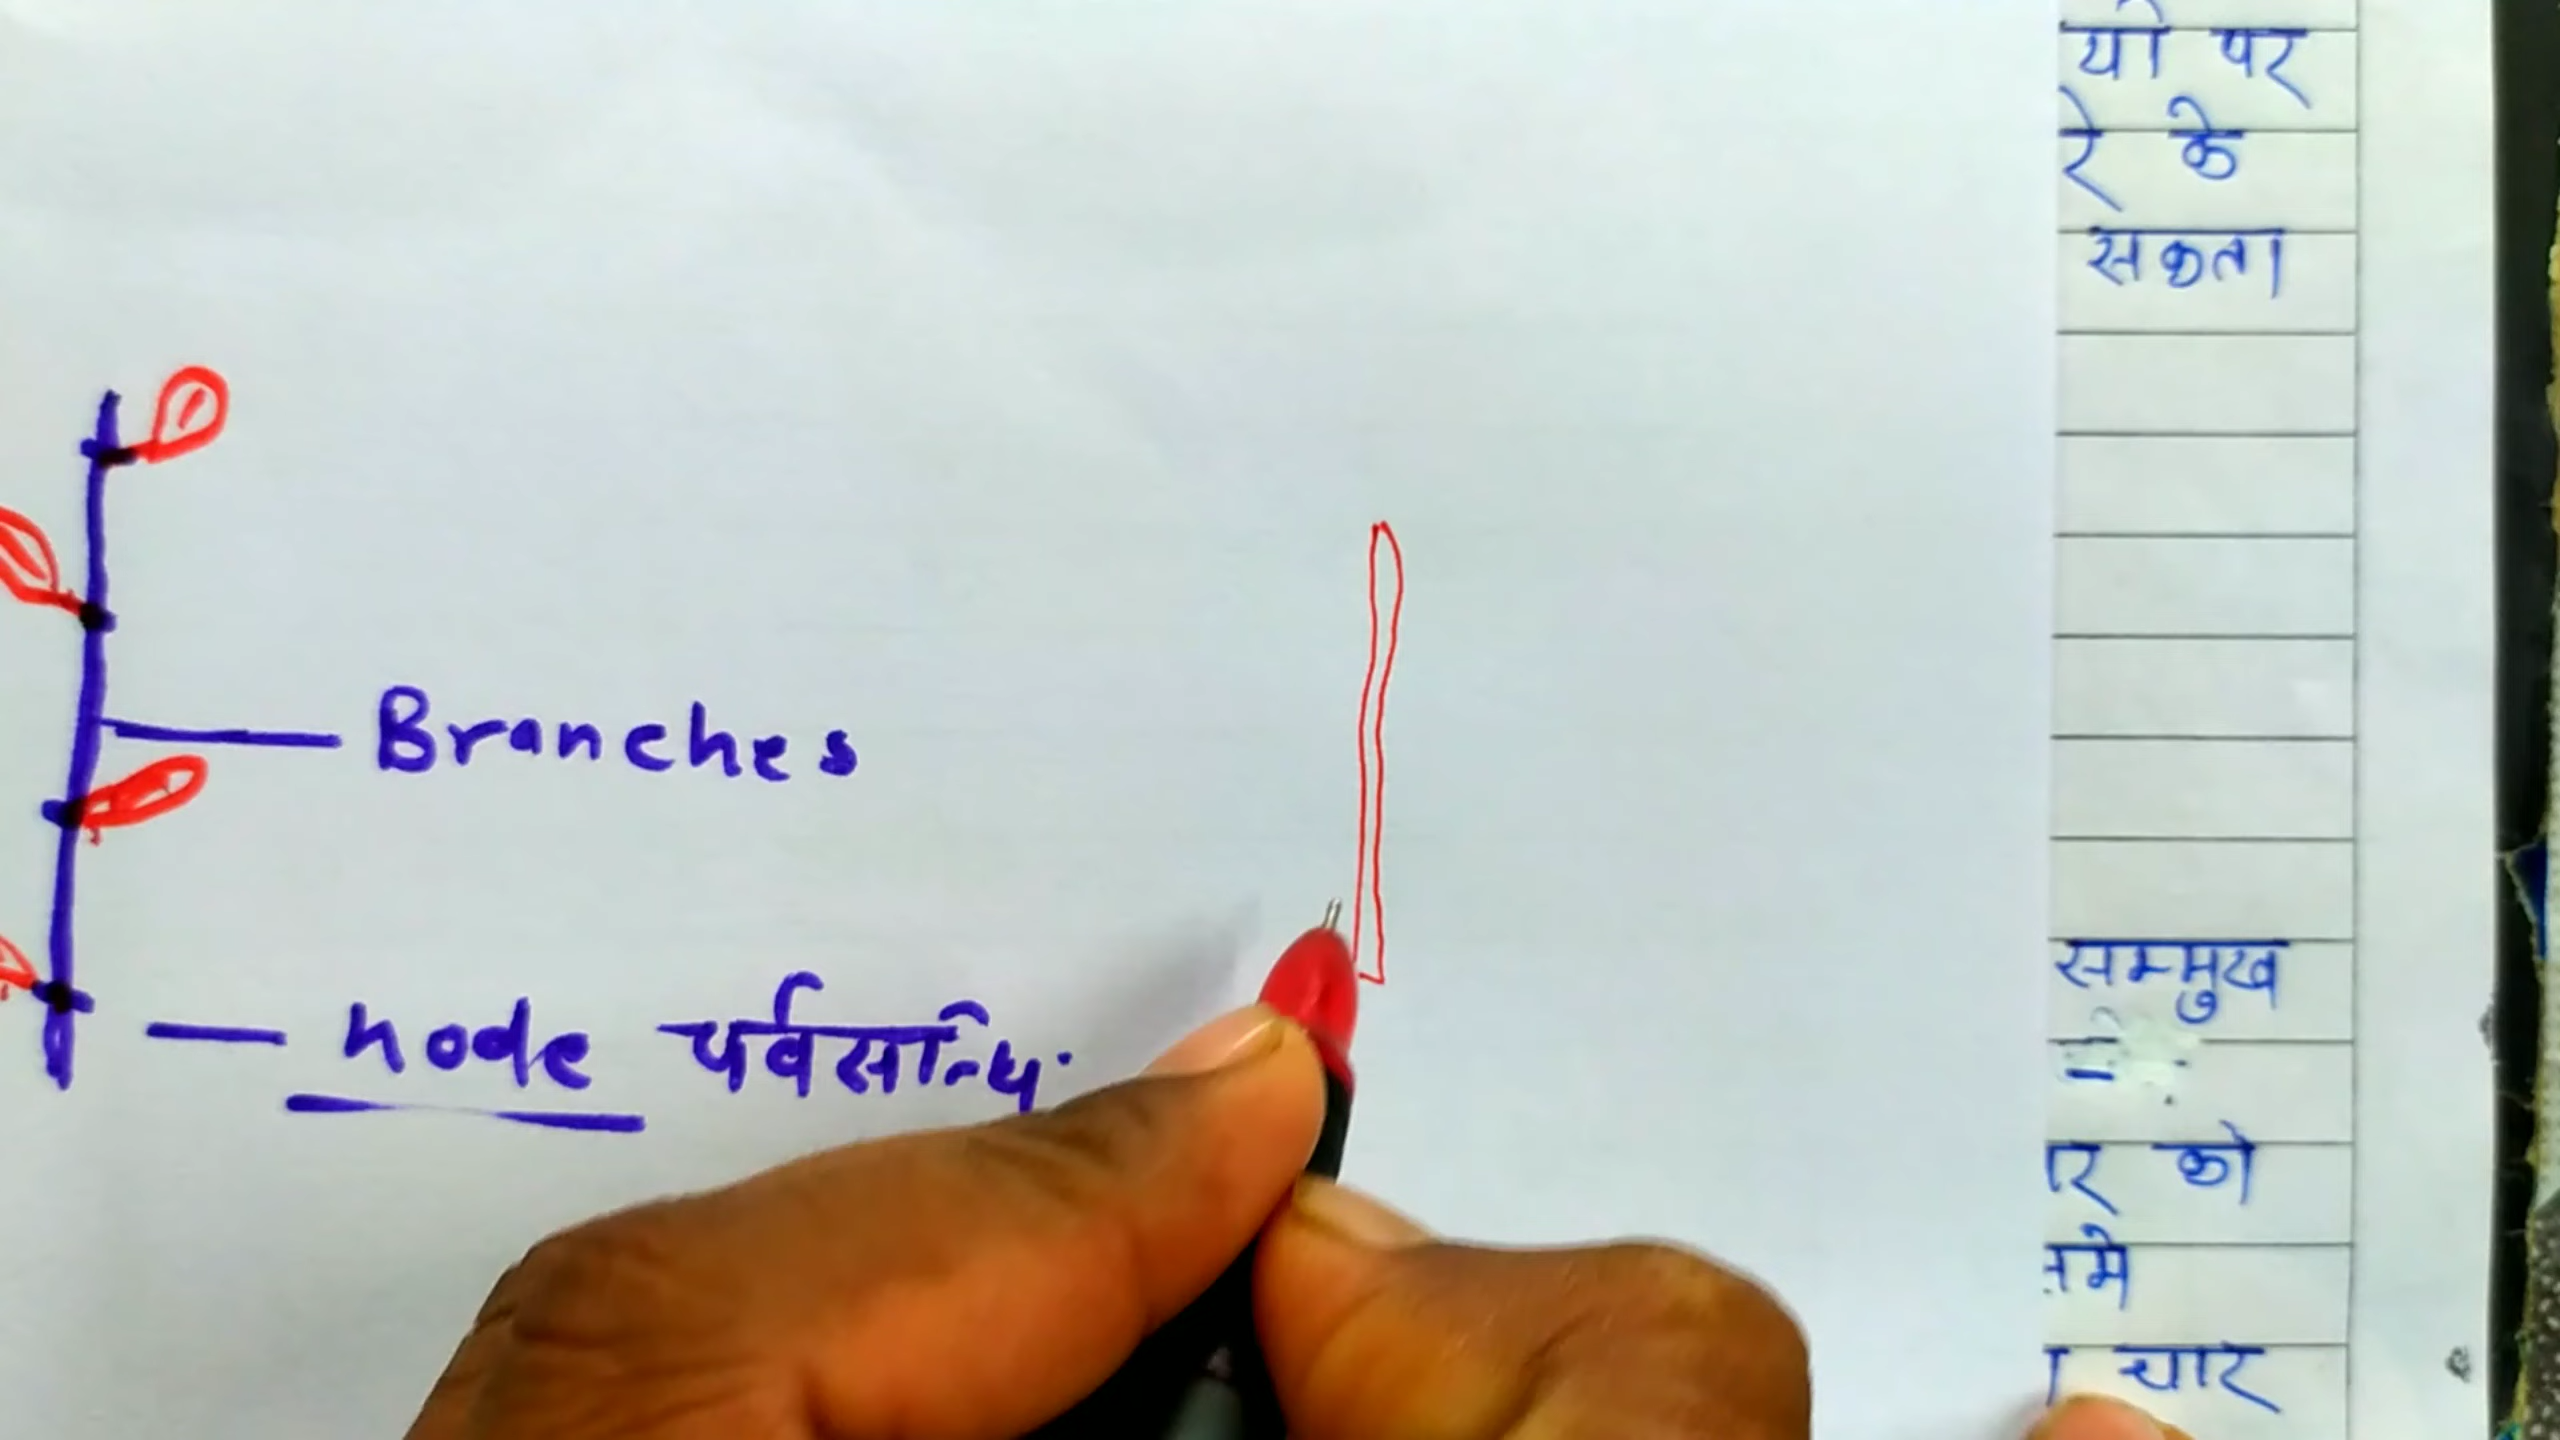 Branches
node पर्वसन्धि
यो पर
रे के
सकता
सम्मुख
को
चार